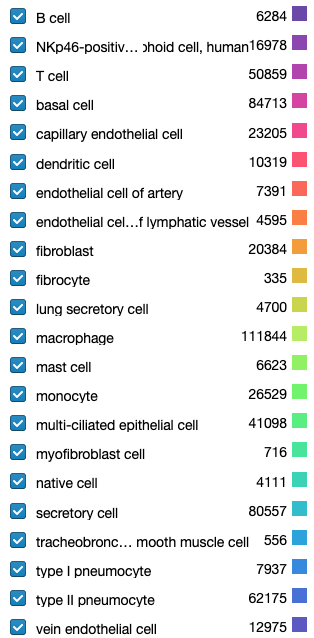 B cell 6284
NKp46-positiv... ohoid cell, human 16978
T cell 50859
basal cell 84713
capillary endothelial cell 23205
dendritic cell 10319
endothelial cell of artery 7391
endothelial cel...f lymphatic vessel 4595
fibroblast 20384
fibrocyte 335
lung secretory cell 4700
macrophage 111844
mast cell 6623
monocyte 26529
multi-ciliated epithelial cell 41098
myofibroblast cell 716
native cell 4111
secretory cell 80557
tracheobronc... mooth muscle cell 556
type I pneumocyte 7937
type II pneumocyte 62175
vein endothelial cell 12975